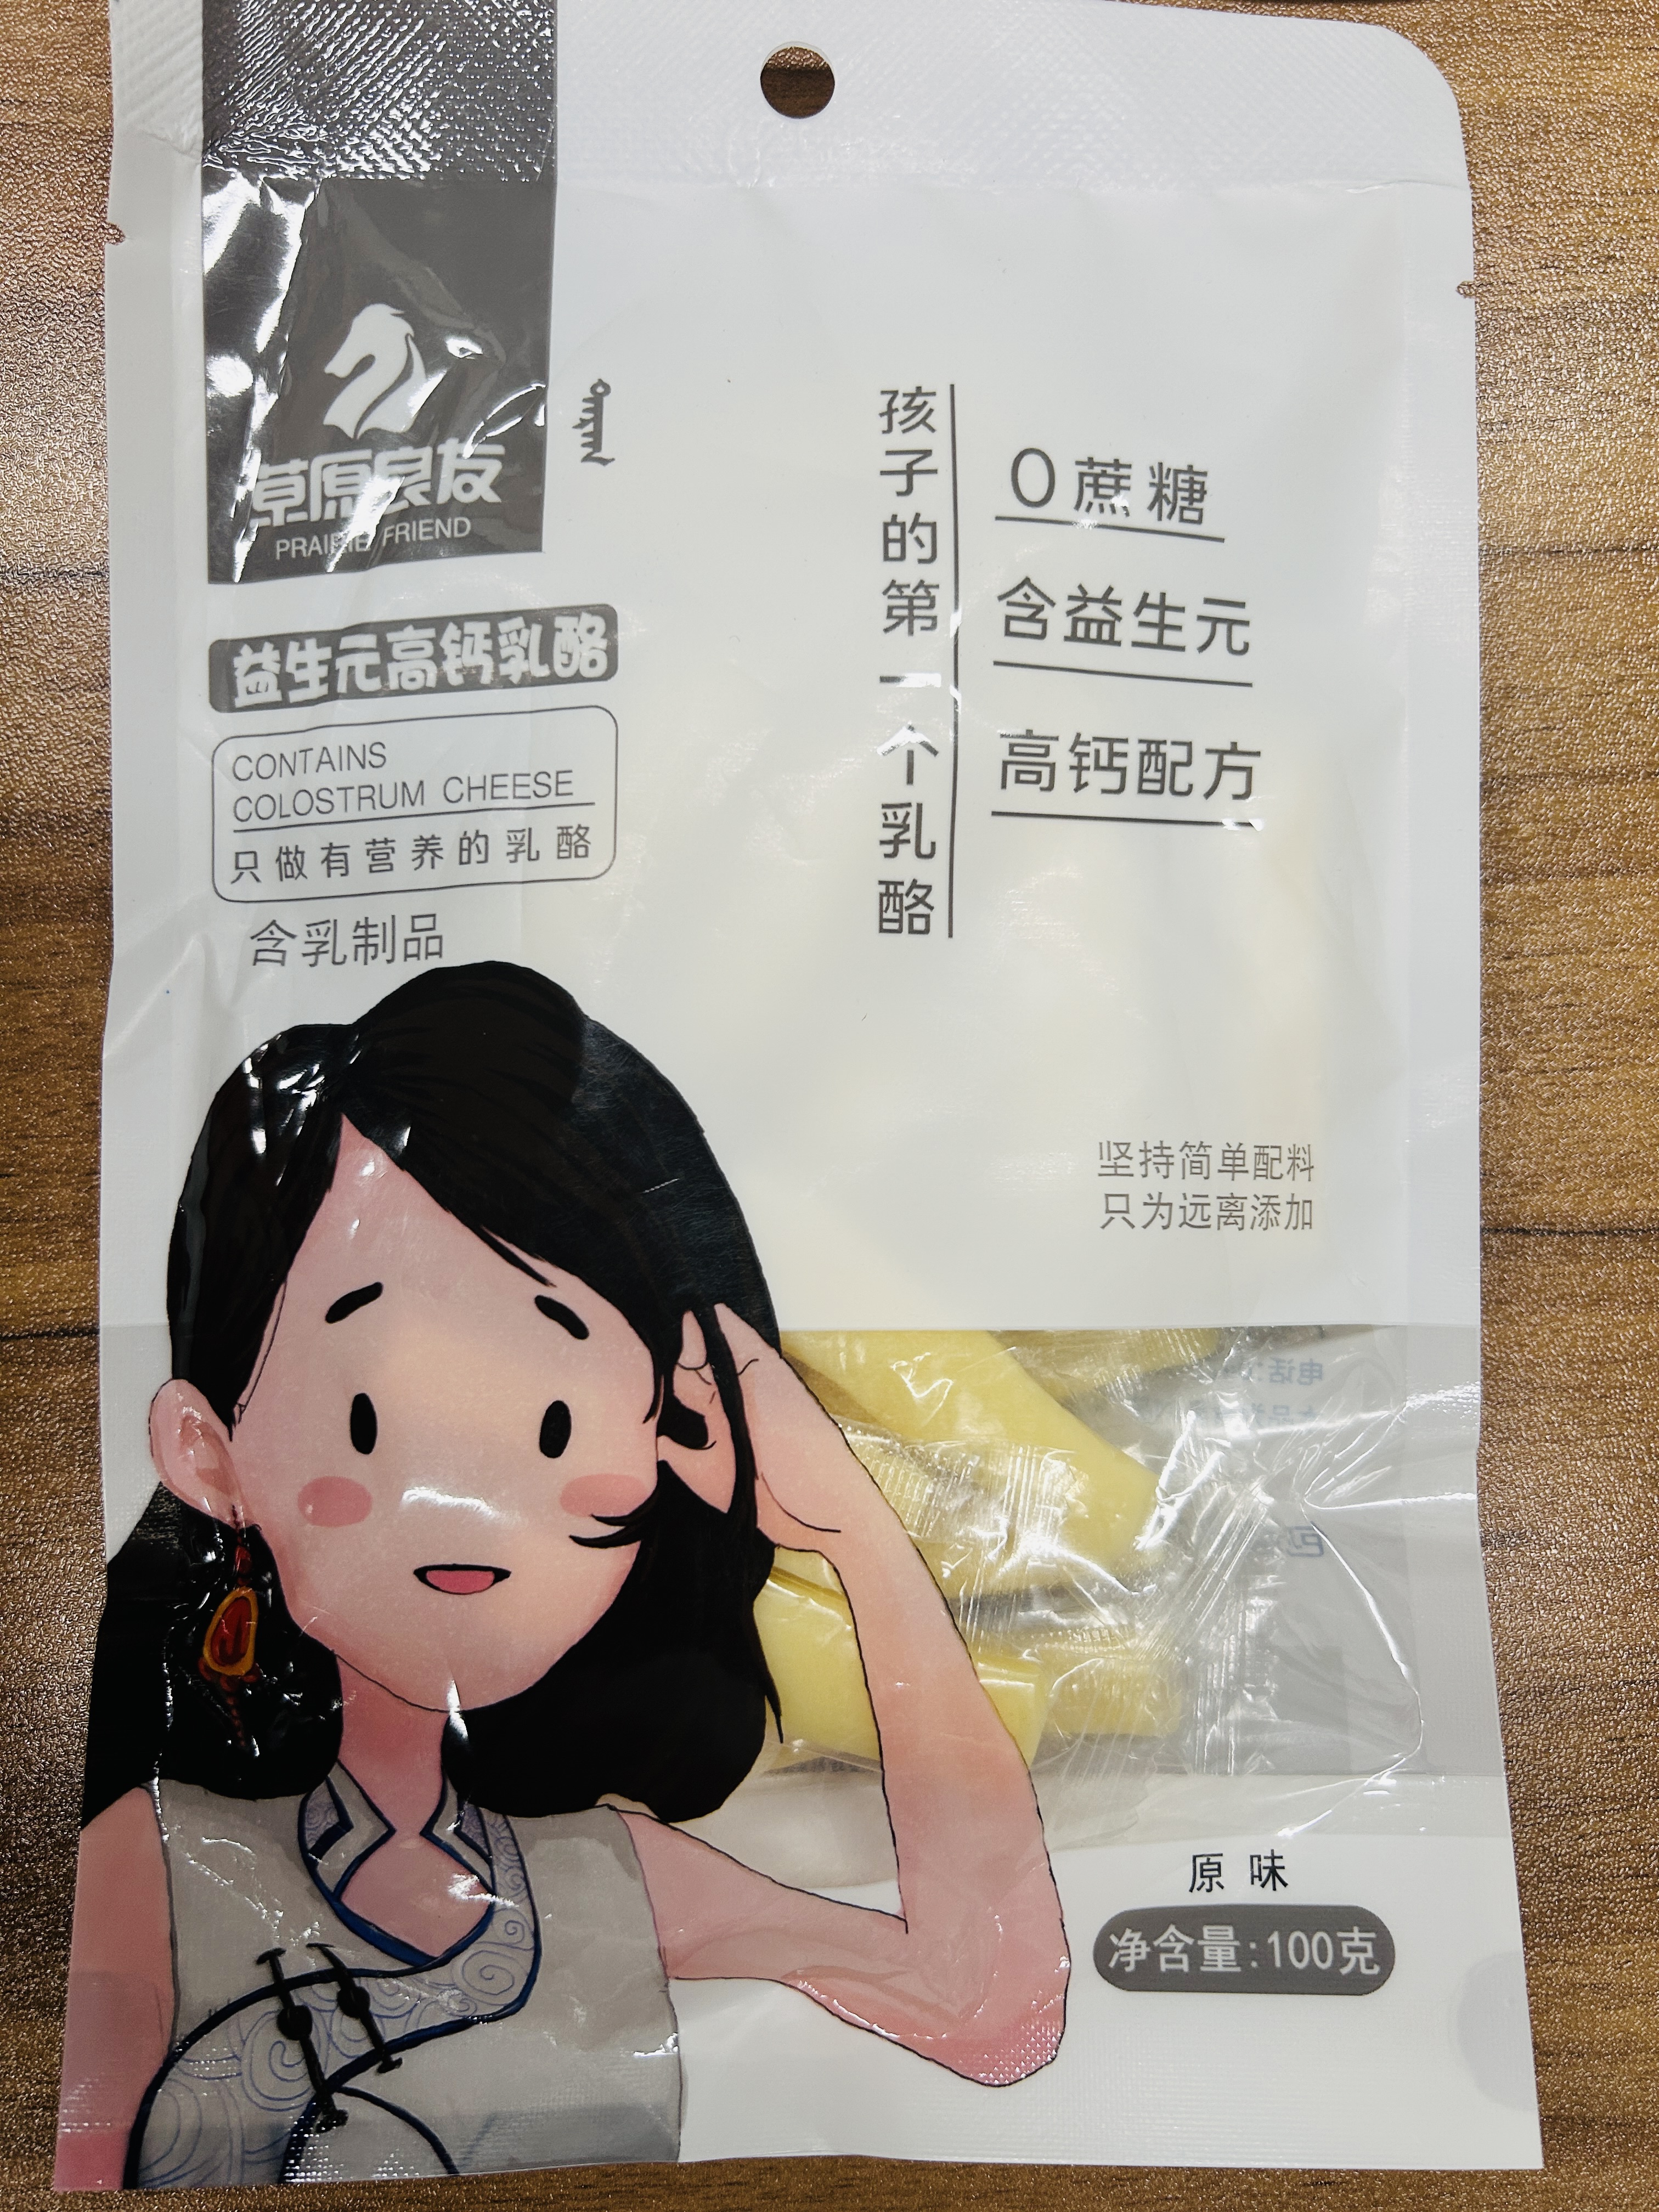 草原良友
PRAIRIE FRIEND
益生元高钙乳酪
CONTAINS
COLOSTRUM CHEESE
只做有营养的乳酪
含乳制品
孩子的第一个乳酪
0蔗糖
含益生元
高钙配方
坚持简单配料
只为远离添加
电话:
原味
净含量:100克